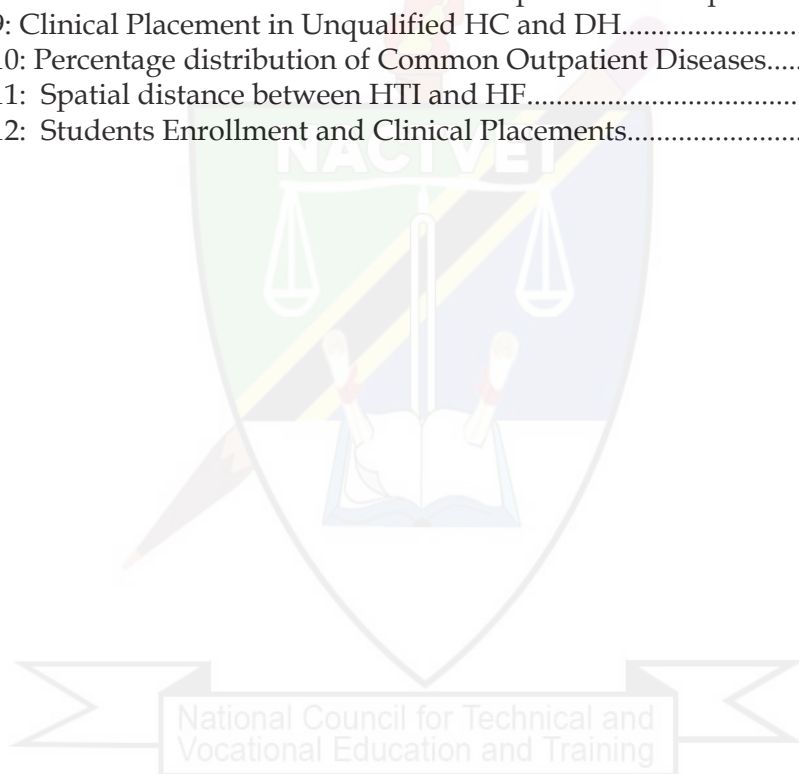 9: Clinical Placement in Unqualified HC and DH.......................
10: Percentage distribution of Common Outpatient Diseases.....
11:  Spatial distance between HTI and HF..................................
12:  Students Enrollment and Clinical Placements.....................
NACTVET
National Council for Technical and
Vocational Education and Training